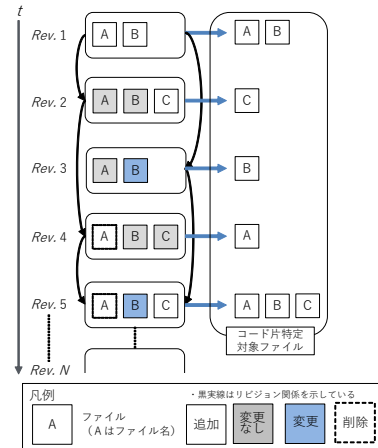 t
Rev. 1
A B
A B
Rev. 2
A B C
C
Rev. 3
A B
B
Rev. 4
A B C
A
Rev. 5
A B C
A B C
コード片特定
対象ファイル
Rev. N
凡例
・黒実線はリビジョン関係を示している
A
ファイル
(Aはファイル名)
追加
変更
なし
変更
削除